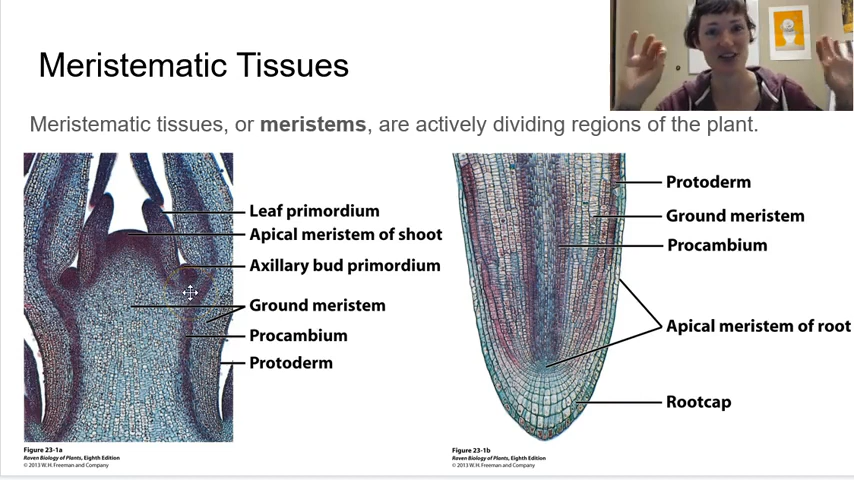 Meristematic Tissues
Meristematic tissues, or meristems, are actively dividing regions of the plant.
Leaf primordium
Apical meristem of shoot
Axillary bud primordium
Ground meristem
Procambium
Protoderm
Figure 23-1a
Raven Biology of Plants, Eighth Edition
© 2013 W. H. Freeman and Company
Protoderm
Ground meristem
Procambium
Apical meristem of root
Rootcap
Figure 23-1b
Raven Biology of Plants, Eighth Edition
© 2013 W. H. Freeman and Company